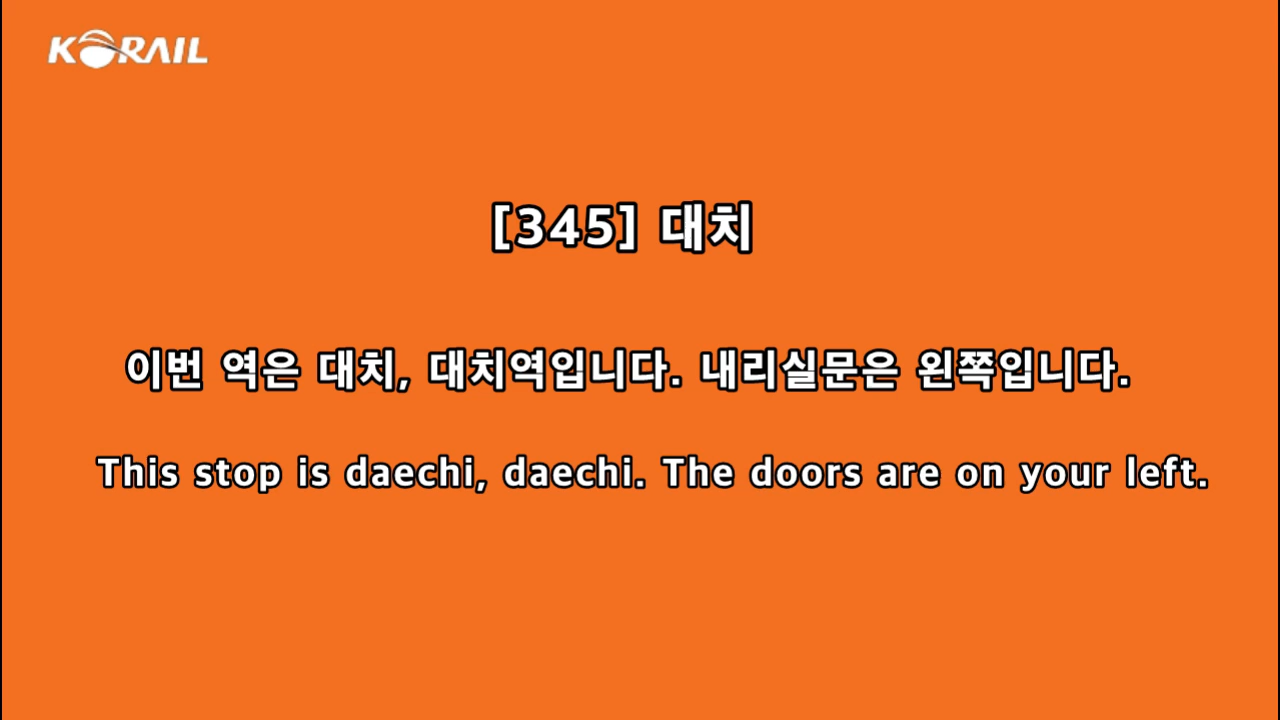 KORAIL
[345] 대치
이번 역은 대치, 대치역입니다. 내리실문은 왼쪽입니다.
This stop is daechi, daechi. The doors are on your left.